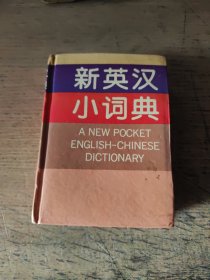 新英汉
小词典
A NEW POCKET
ENGLISH-CHINESE
DICTIONARY